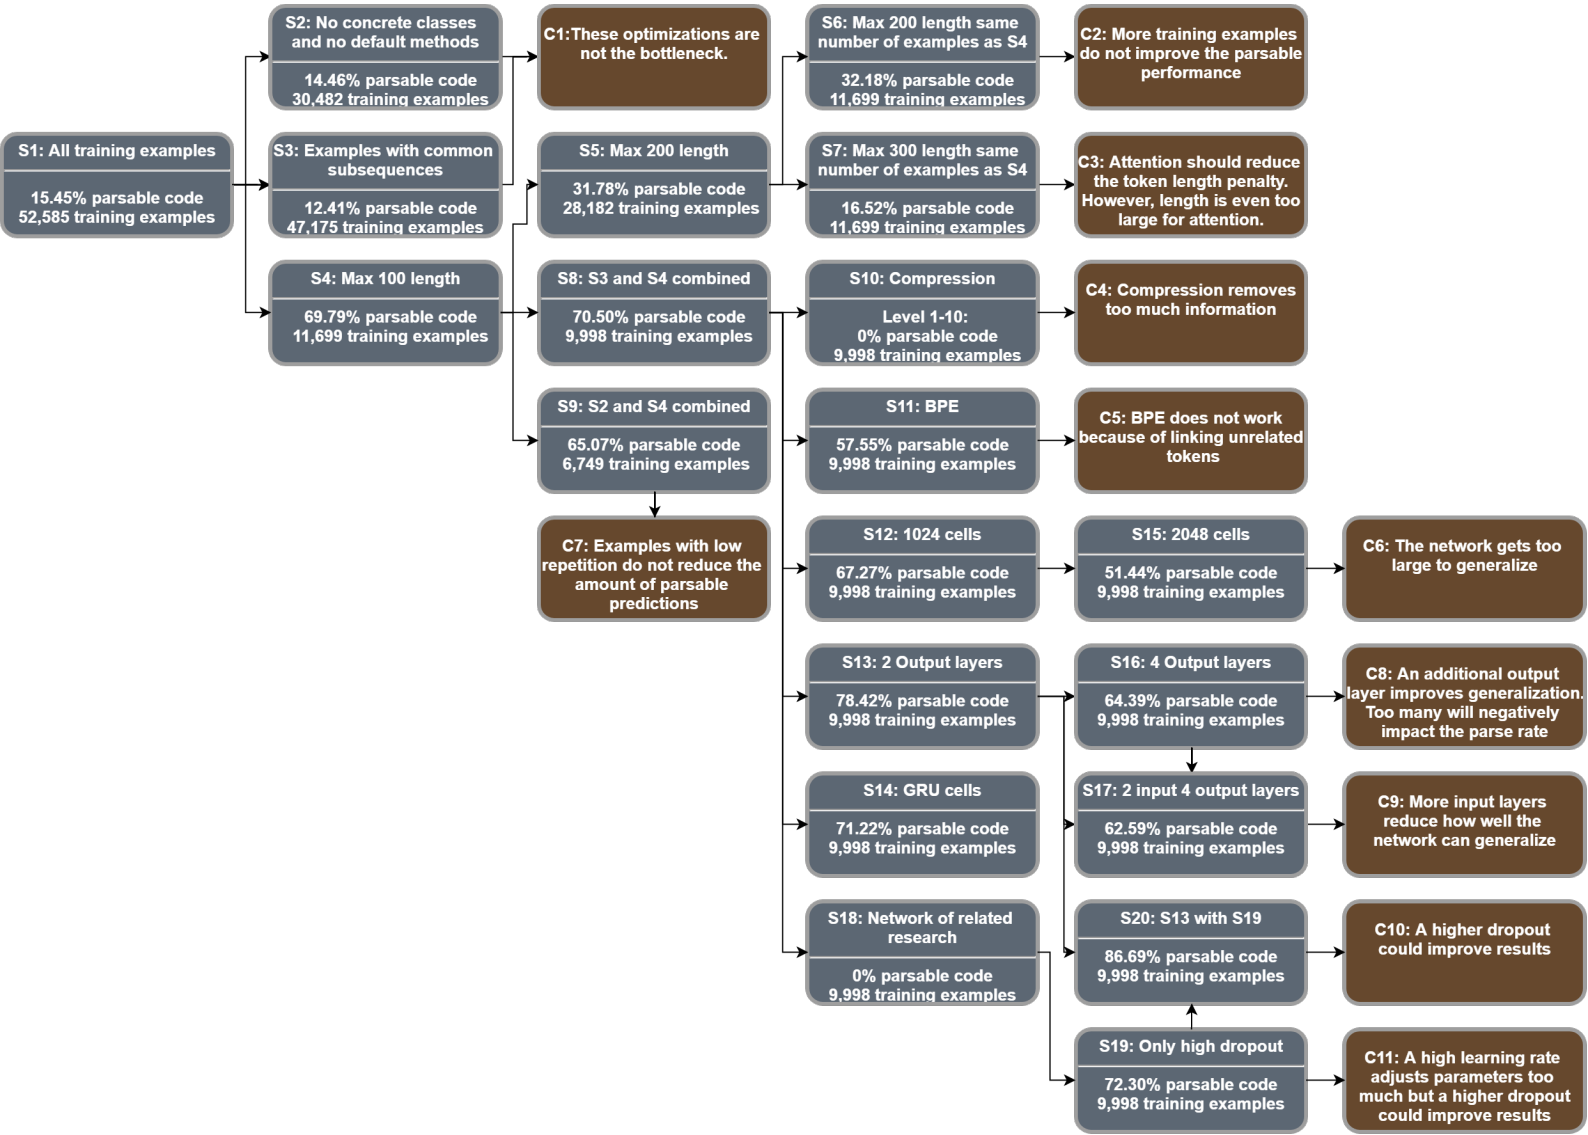 S1: All training examples
15.45% parsable code
52,585 training examples
S2: No concrete classes
and no default methods
14.46% parsable code
30,482 training examples
S3: Examples with common
subsequences
12.41% parsable code
47,175 training examples
S4: Max 100 length
69.79% parsable code
11,699 training examples
C1:These optimizations are
not the bottleneck.
S5: Max 200 length
31.78% parsable code
28,182 training examples
S8: S3 and S4 combined
70.50% parsable code
9,998 training examples
S9: S2 and S4 combined
65.07% parsable code
6,749 training examples
C7: Examples with low
repetition do not reduce the
amount of parsable
predictions
S6: Max 200 length same
number of examples as S4
32.18% parsable code
11,699 training examples
S7: Max 300 length same
number of examples as S4
16.52% parsable code
11,699 training examples
S10: Compression
Level 1-10:
0% parsable code
9,998 training examples
S11: BPE
57.55% parsable code
9,998 training examples
S12: 1024 cells
67.27% parsable code
9,998 training examples
S13: 2 Output layers
78.42% parsable code
9,998 training examples
S14: GRU cells
71.22% parsable code
9,998 training examples
S18: Network of related
research
0% parsable code
9,998 training examples
C2: More training examples
do not improve the parsable
performance
C3: Attention should reduce
the token length penalty.
However, length is even too
large for attention.
C4: Compression removes
too much information
C5: BPE does not work
because of linking unrelated
tokens
S15: 2048 cells
51.44% parsable code
9,998 training examples
S16: 4 Output layers
64.39% parsable code
9,998 training examples
S17: 2 input 4 output layers
62.59% parsable code
9,998 training examples
S20: S13 with S19
86.69% parsable code
9,998 training examples
S19: Only high dropout
72.30% parsable code
9,998 training examples
C6: The network gets too
large to generalize
C8: An additional output
layer improves generalization.
Too many will negatively
impact the parse rate
C9: More input layers
reduce how well the
network can generalize
C10: A higher dropout
could improve results
C11: A high learning rate
adjusts parameters too
much but a higher dropout
could improve results